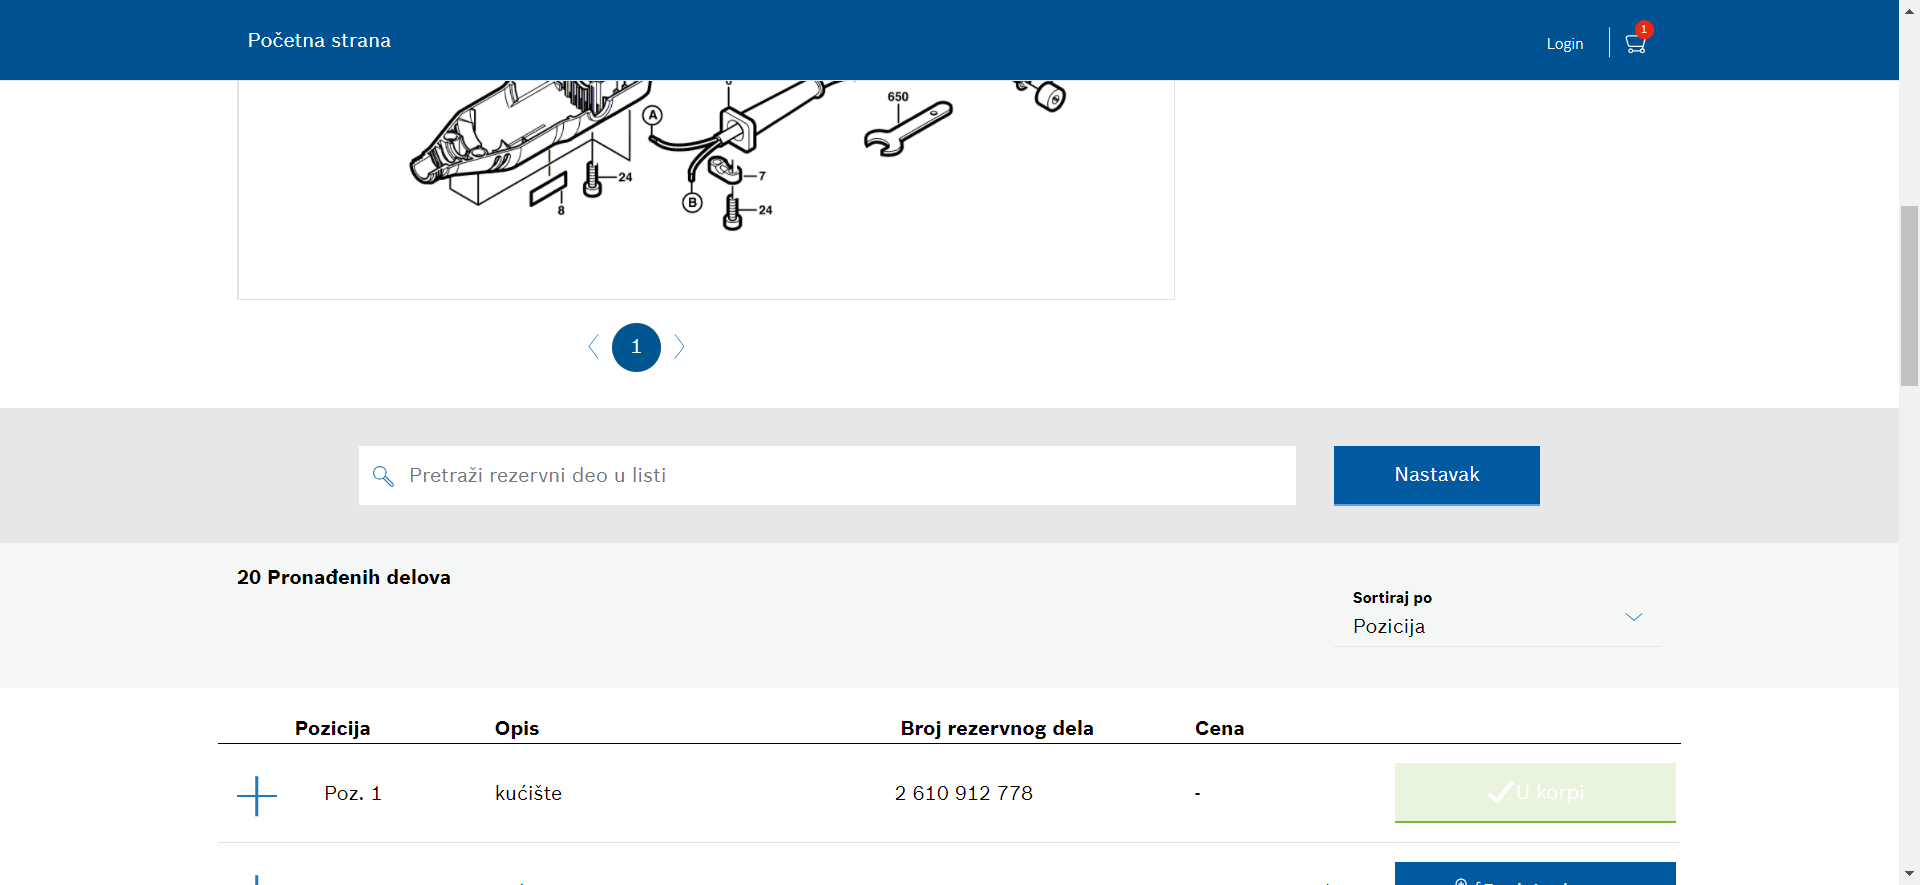 Početna strana
Login
1
650
A
24
7
8
B
24
1
Pretraži rezervni deo u listi
Nastavak
20 Pronađenih delova
Sortiraj po
Pozicija
Pozicija Opis Broj rezervnog dela Cena
Poz. 1 kućište 2 610 912 778 - U korpi